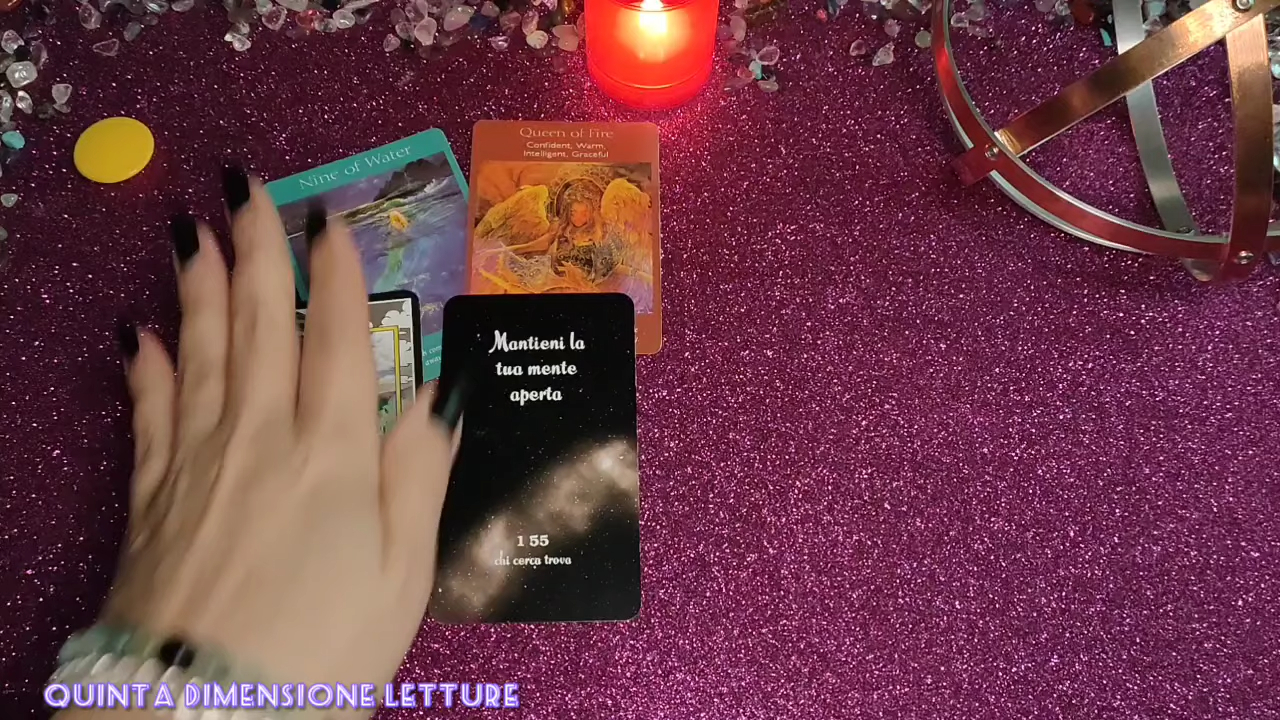 Nine of Water
Queen of Fire
Confident, Warm,
Intelligent, Graceful
Mantieni la
tua mente
aperta
1 55
chi cerca trova
QUINTA DIMENSIONE LETTURE